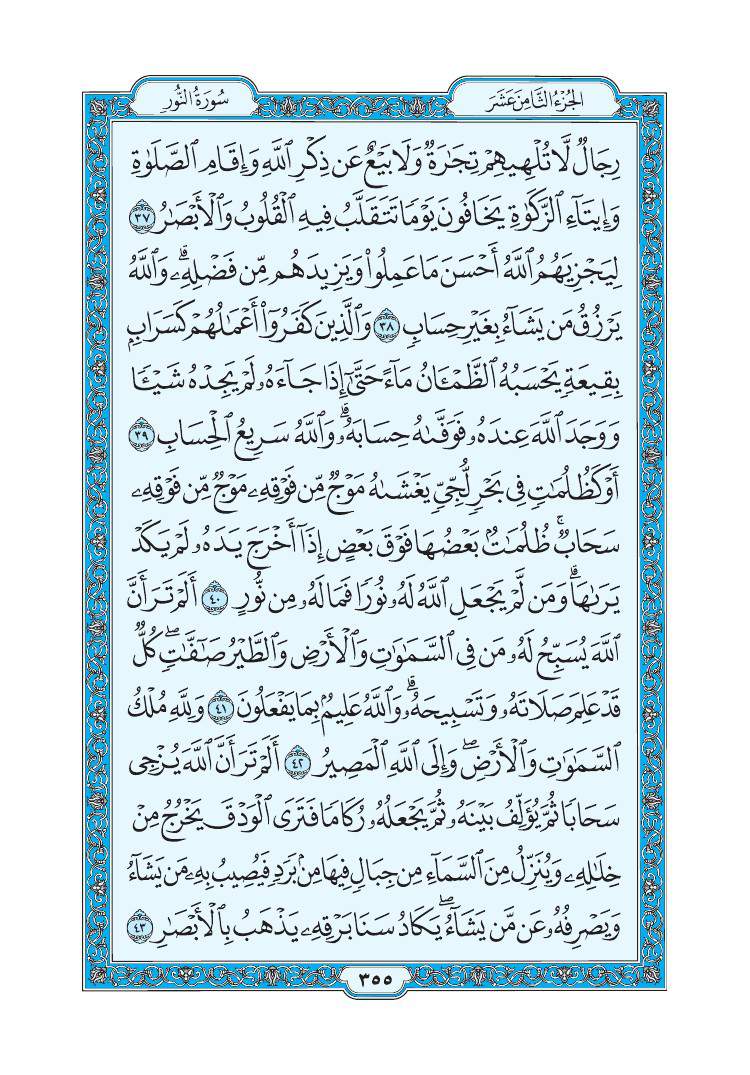 الجُزْءُ الثَّامِنَ عَشَرَ
سُورَةُ النُّور
رِجَالٌ لَّا تُلْهِيهِمْ تِجَٰرَةٌ وَلَا بَيْعٌ عَن ذِكْرِ ٱللَّهِ وَإِقَامِ ٱلصَّلَوٰةِ
وَإِيتَآءِ ٱلزَّكَوٰةِ يَخَافُونَ يَوْمًا تَتَقَلَّبُ فِيهِ ٱلْقُلُوبُ وَٱلْأَبْصَٰرُ ٣٧
لِيَجْزِيَهُمُ ٱللَّهُ أَحْسَنَ مَا عَمِلُوا۟ وَيَزِيدَهُم مِّن فَضْلِهِۦۗ وَٱللَّهُ
يَرْزُقُ مَن يَشَآءُ بِغَيْرِ حِسَابٍ ٣٨ وَٱلَّذِينَ كَفَرُوٓا۟ أَعْمَٰلُهُمْ كَسَرَابٍۭ
بِقِيعَةٍ يَحْسَبُهُ ٱلظَّمْـَٔانُ مَآءً حَتَّىٰٓ إِذَا جَآءَهُۥ لَمْ يَجِدْهُ شَيْـًٔا
وَوَجَدَ ٱللَّهَ عِندَهُۥ فَوَفَّىٰهُ حِسَابَهُۥۗ وَٱللَّهُ سَرِيعُ ٱلْحِسَابِ ٣٩
أَوْ كَظُلُمَٰتٍ فِى بَحْرٍ لُّجِّىٍّ يَغْشَىٰهُ مَوْجٌ مِّن فَوْقِهِۦ مَوْجٌ مِّن فَوْقِهِۦ
سَحَابٌۚ ظُلُمَٰتٌۢ بَعْضُهَا فَوْقَ بَعْضٍ إِذَآ أَخْرَجَ يَدَهُۥ لَمْ يَكَدْ
يَرَىٰهَاۗ وَمَن لَّمْ يَجْعَلِ ٱللَّهُ لَهُۥ نُورًا فَمَا لَهُۥ مِن نُّورٍ ٤٠ أَلَمْ تَرَ أَنَّ
ٱللَّهَ يُسَبِّحُ لَهُۥ مَن فِى ٱلسَّمَٰوَٰتِ وَٱلْأَرْضِ وَٱلطَّيْرُ صَٰٓفَّٰتٍۖ كُلٌّ
قَدْ عَلِمَ صَلَاتَهُۥ وَتَسْبِيحَهُۥۗ وَٱللَّهُ عَلِيمٌۢ بِمَا يَفْعَلُونَ ٤١ وَلِلَّهِ مُلْكُ
ٱلسَّمَٰوَٰتِ وَٱلْأَرْضِۖ وَإِلَى ٱللَّهِ ٱلْمَصِيرُ ٤٢ أَلَمْ تَرَ أَنَّ ٱللَّهَ يُزْجِى
سَحَابًا ثُمَّ يُؤَلِّفُ بَيْنَهُۥ ثُمَّ يَجْعَلُهُۥ رُكَامًا فَتَرَى ٱلْوَدْقَ يَخْرُجُ مِنْ
خِلَٰلِهِۦ وَيُنَزِّلُ مِنَ ٱلسَّمَآءِ مِن جِبَالٍ فِيهَا مِنۢ بَرَدٍ فَيُصِيبُ بِهِۦ مَن يَشَآءُ
وَيَصْرِفُهُۥ عَن مَّن يَشَآءُۖ يَكَادُ سَنَا بَرْقِهِۦ يَذْهَبُ بِٱلْأَبْصَٰرِ ٤٣
٣٥٥